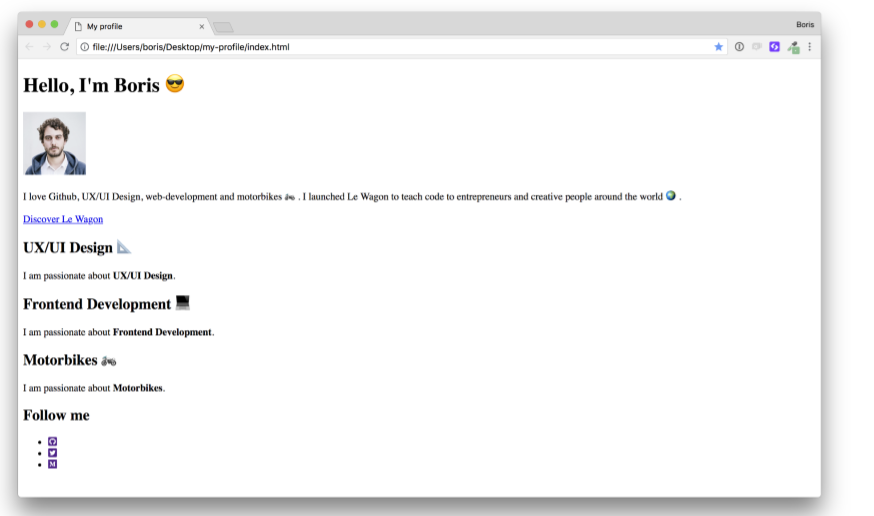 My profile
Boris
file:///Users/boris/Desktop/my-profile/index.html
Hello, I'm Boris 😎
I love Github, UX/UI Design, web-development and motorbikes 🏍 . I launched Le Wagon to teach code to entrepreneurs and creative people around the world 🌍 .
Discover Le Wagon
UX/UI Design 📐
I am passionate about UX/UI Design.
Frontend Development 💻
I am passionate about Frontend Development.
Motorbikes 🏍
I am passionate about Motorbikes.
Follow me